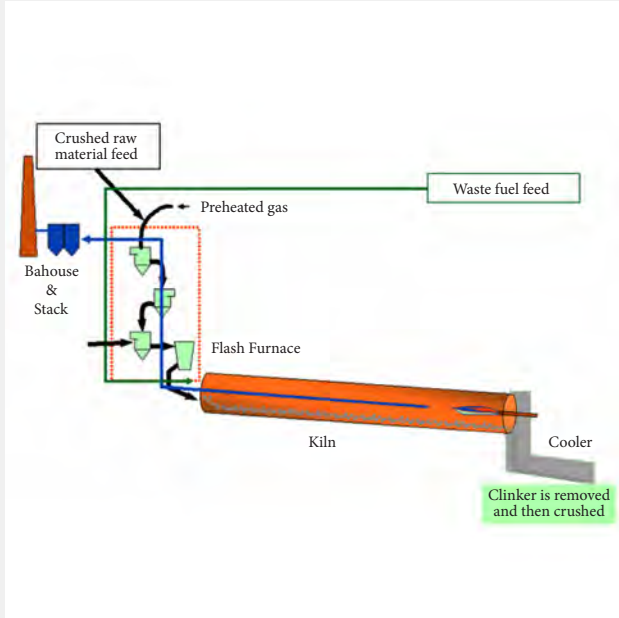 Crushed raw
material feed
Waste fuel feed
Preheated gas
Bahouse
&
Stack
Flash Furnace
Kiln
Cooler
Clinker is removed
and then crushed